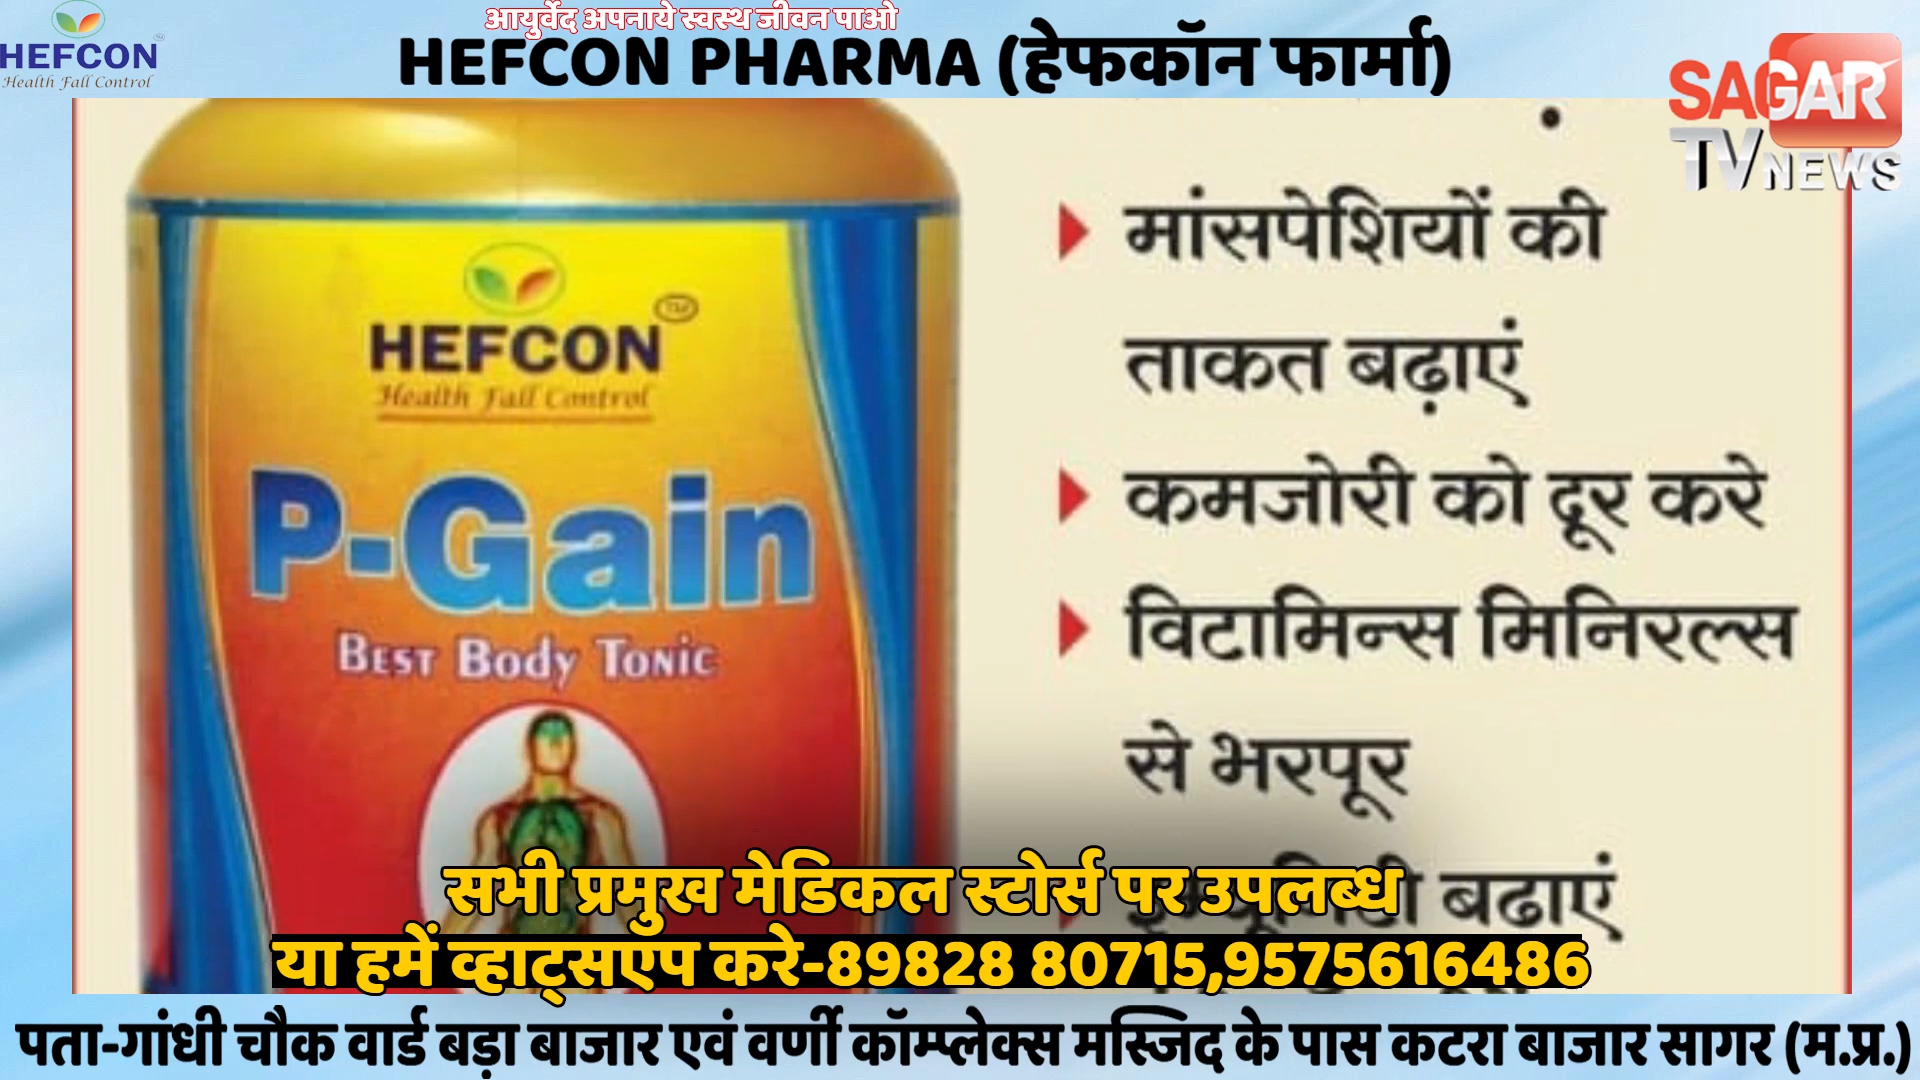 आयुर्वेद अपनाये स्वस्थ जीवन पाओ
HEFCON
Health Fall Control
HEFCON PHARMA (हेफकॉन फार्मा)
SAGAR
TV NEWS
HEFCON TM
Health Fall Control
P-Gain
BEST BODY TONIC
मांसपेशियों की
ताकत बढ़ाएं
कमजोरी को दूर करे
विटामिन्स मिनिरल्स
से भरपूर
बढाएं
सभी प्रमुख मेडिकल स्टोर्स पर उपलब्ध
या हमें व्हाट्सएप करे-89828 80715,9575616486
पता-गांधी चौक वार्ड बड़ा बाजार एवं वर्णी कॉम्प्लेक्स मस्जिद के पास कटरा बाजार सागर (म.प्र.)